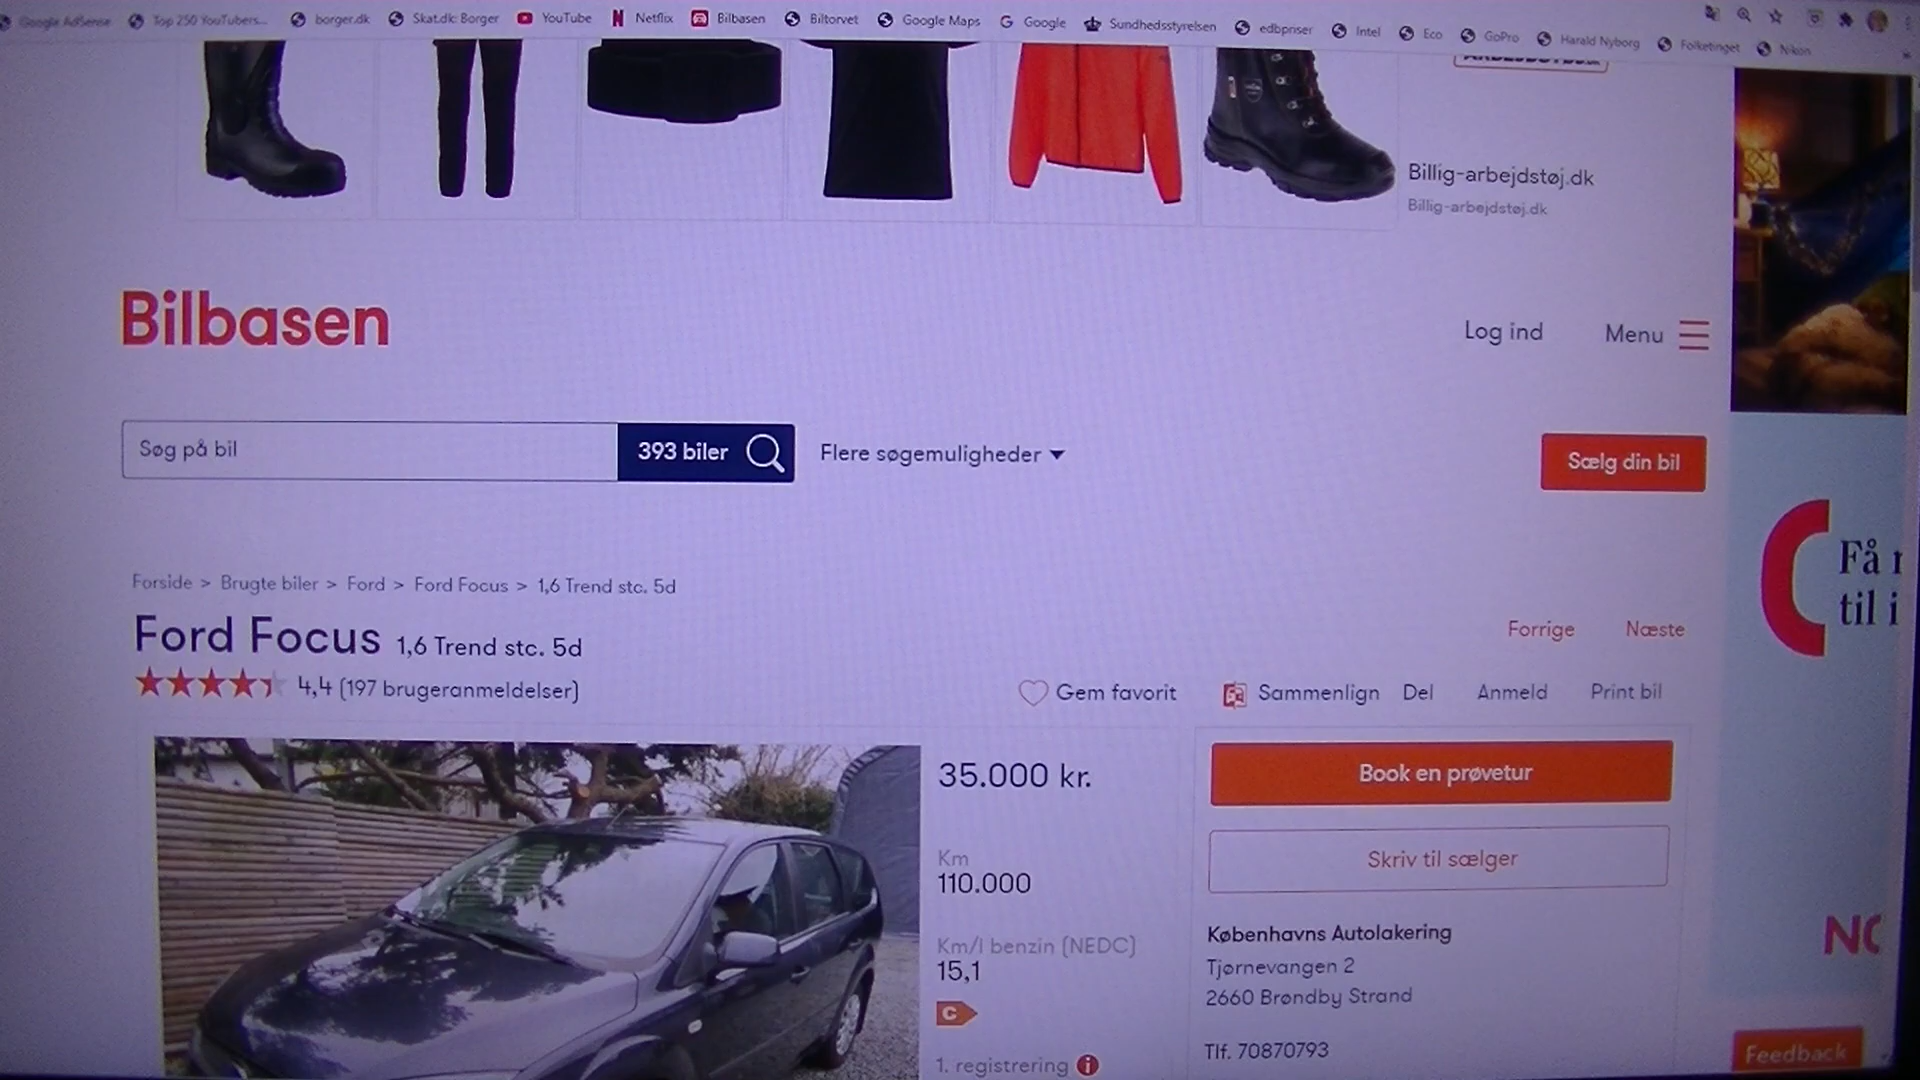 Google AdSense Top 250 YouTubers... borger.dk Skat.dk: Borger YouTube Netflix Bilbasen Biltorvet Google Maps Google Sundhedsstyrelsen edbpriser Intel Eco GoPro Harald Nyborg Folketinget Nikon
Billig-arbejdstøj.dk
Billig-arbejdstøj.dk
Bilbasen
Log ind Menu
Søg på bil 393 biler Flere søgemuligheder
Sælg din bil
Få
til i
Forside > Brugte biler > Ford > Ford Focus > 1,6 Trend stc. 5d
Ford Focus 1,6 Trend stc. 5d
Forrige Næste
4,4 (197 brugeranmeldelser)
Gem favorit Sammenlign Del Anmeld Print bil
35.000 kr.
Book en prøvetur
Km
110.000
Skriv til sælger
Km/l benzin (NEDC)
15,1
C
1. registrering
Københavns Autolakering
Tjørnevangen 2
2660 Brøndby Strand
Tlf. 70870793
Feedback